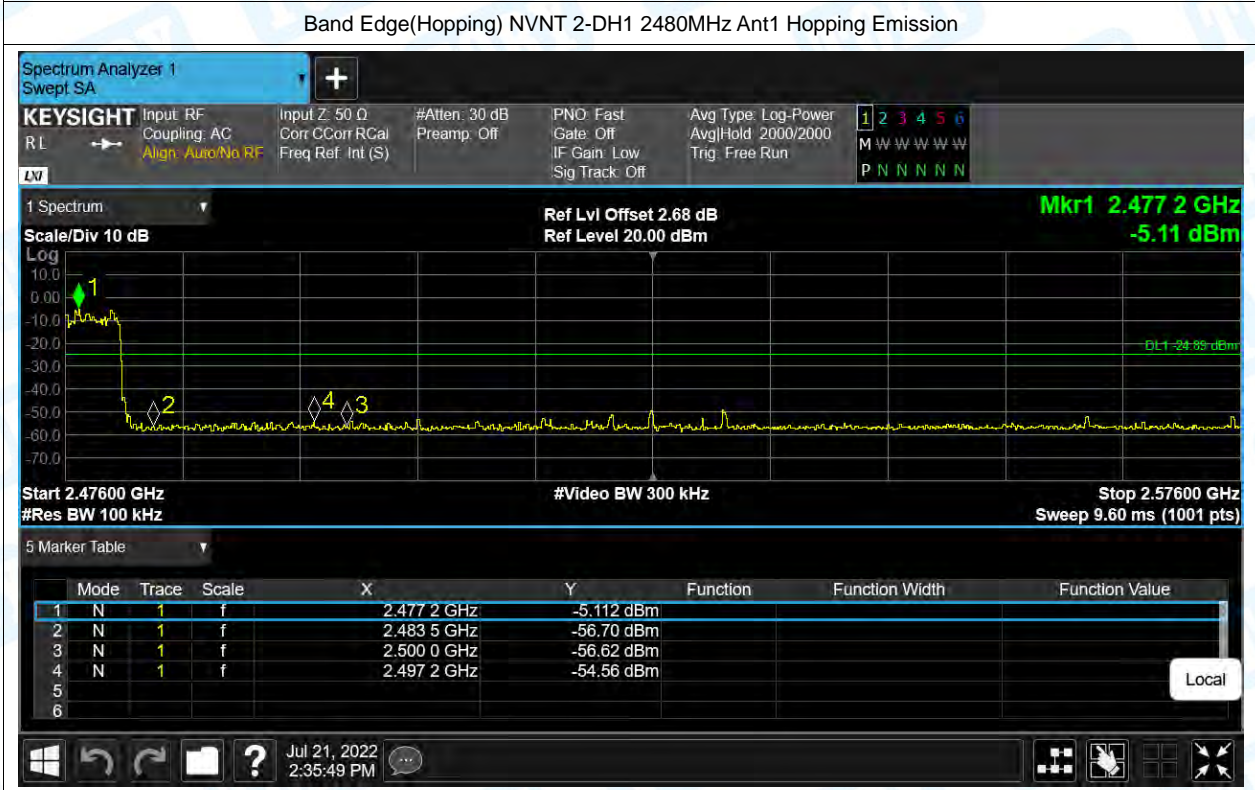 Band Edge(Hopping) NVNT 2-DH1 2480MHz Ant1 Hopping Emission
Spectrum Analyzer 1
Swept SA
+
KEYSIGHT
RL
LXI
Input: RF
Coupling: AC
Align: Auto/No RF
Input Z: 50 Ω
Corr CCorr RCal
Freq Ref: Int (S)
#Atten: 30 dB
Preamp: Off
PNO: Fast
Gate: Off
IF Gain: Low
Sig Track: Off
Avg Type: Log-Power
Avg|Hold: 2000/2000
Trig: Free Run
1 2 3 4 5 6
M W W W W W
P N N N N N
1 Spectrum
Scale/Div 10 dB
Ref Lvl Offset 2.68 dB
Ref Level 20.00 dBm
Mkr1 2.477 2 GHz
-5.11 dBm
Log
10.0
0.00
-10.0
-20.0
-30.0
-40.0
-50.0
-60.0
-70.0
1
2
4
3
DL1 -24.89 dBm
Start 2.47600 GHz
#Res BW 100 kHz
#Video BW 300 kHz
Stop 2.57600 GHz
Sweep 9.60 ms (1001 pts)
5 Marker Table
Mode Trace Scale X Y Function Function Width Function Value
1 N 1 f 2.477 2 GHz -5.112 dBm
2 N 1 f 2.483 5 GHz -56.70 dBm
3 N 1 f 2.500 0 GHz -56.62 dBm
4 N 1 f 2.497 2 GHz -54.56 dBm
5
6
Local
?
Jul 21, 2022
2:35:49 PM